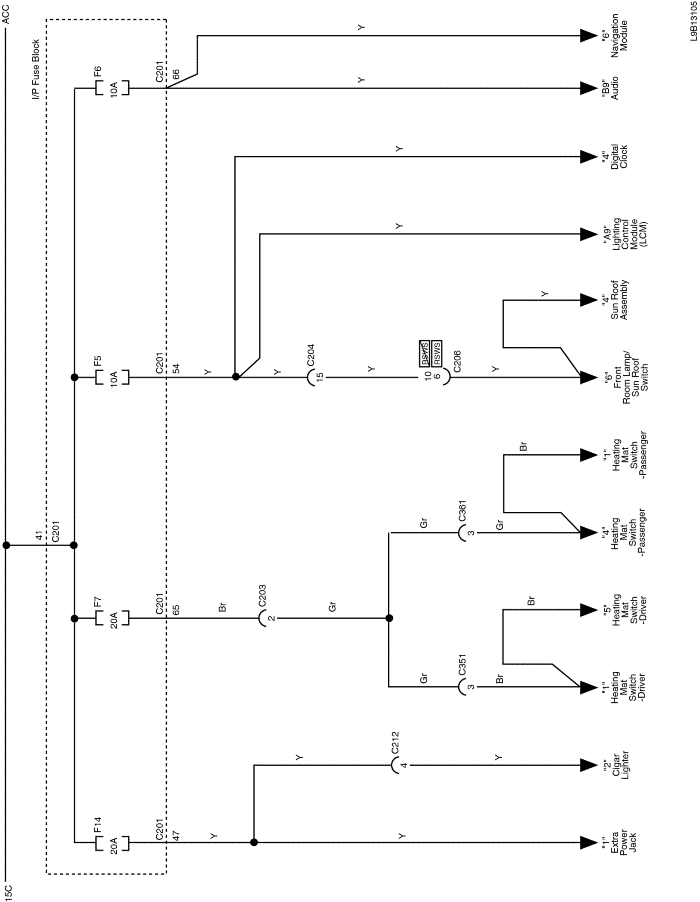 L9B13105
ACC
15C
I/P Fuse Block
41
C201
F6
10A
C201
66
Y
Y
"6"
Navigation
Module
"B9"
Audio
F5
10A
C201
54
Y
Y
Y
Y
C204
15
Y
BSWS
RSWS
10
6
C206
Y
Y
"4"
Digital
Clock
"A9"
Lighting
Control
Module
(LCM)
"4"
Sun Roof
Assembly
"6"
Front
Room Lamp/
Sun Roof
Switch
F7
20A
C201
65
Br
C203
2
Gr
Gr
C361
3
Gr
Br
"1"
Heating
Mat
Switch
-Passenger
"4"
Heating
Mat
Switch
-Passenger
Gr
C351
3
Br
Br
"5"
Heating
Mat
Switch
-Driver
"1"
Heating
Mat
Switch
-Driver
F14
20A
C201
47
Y
Y
C212
4
Y
Y
"2"
Cigar
Lighter
"1"
Extra
Power
Jack